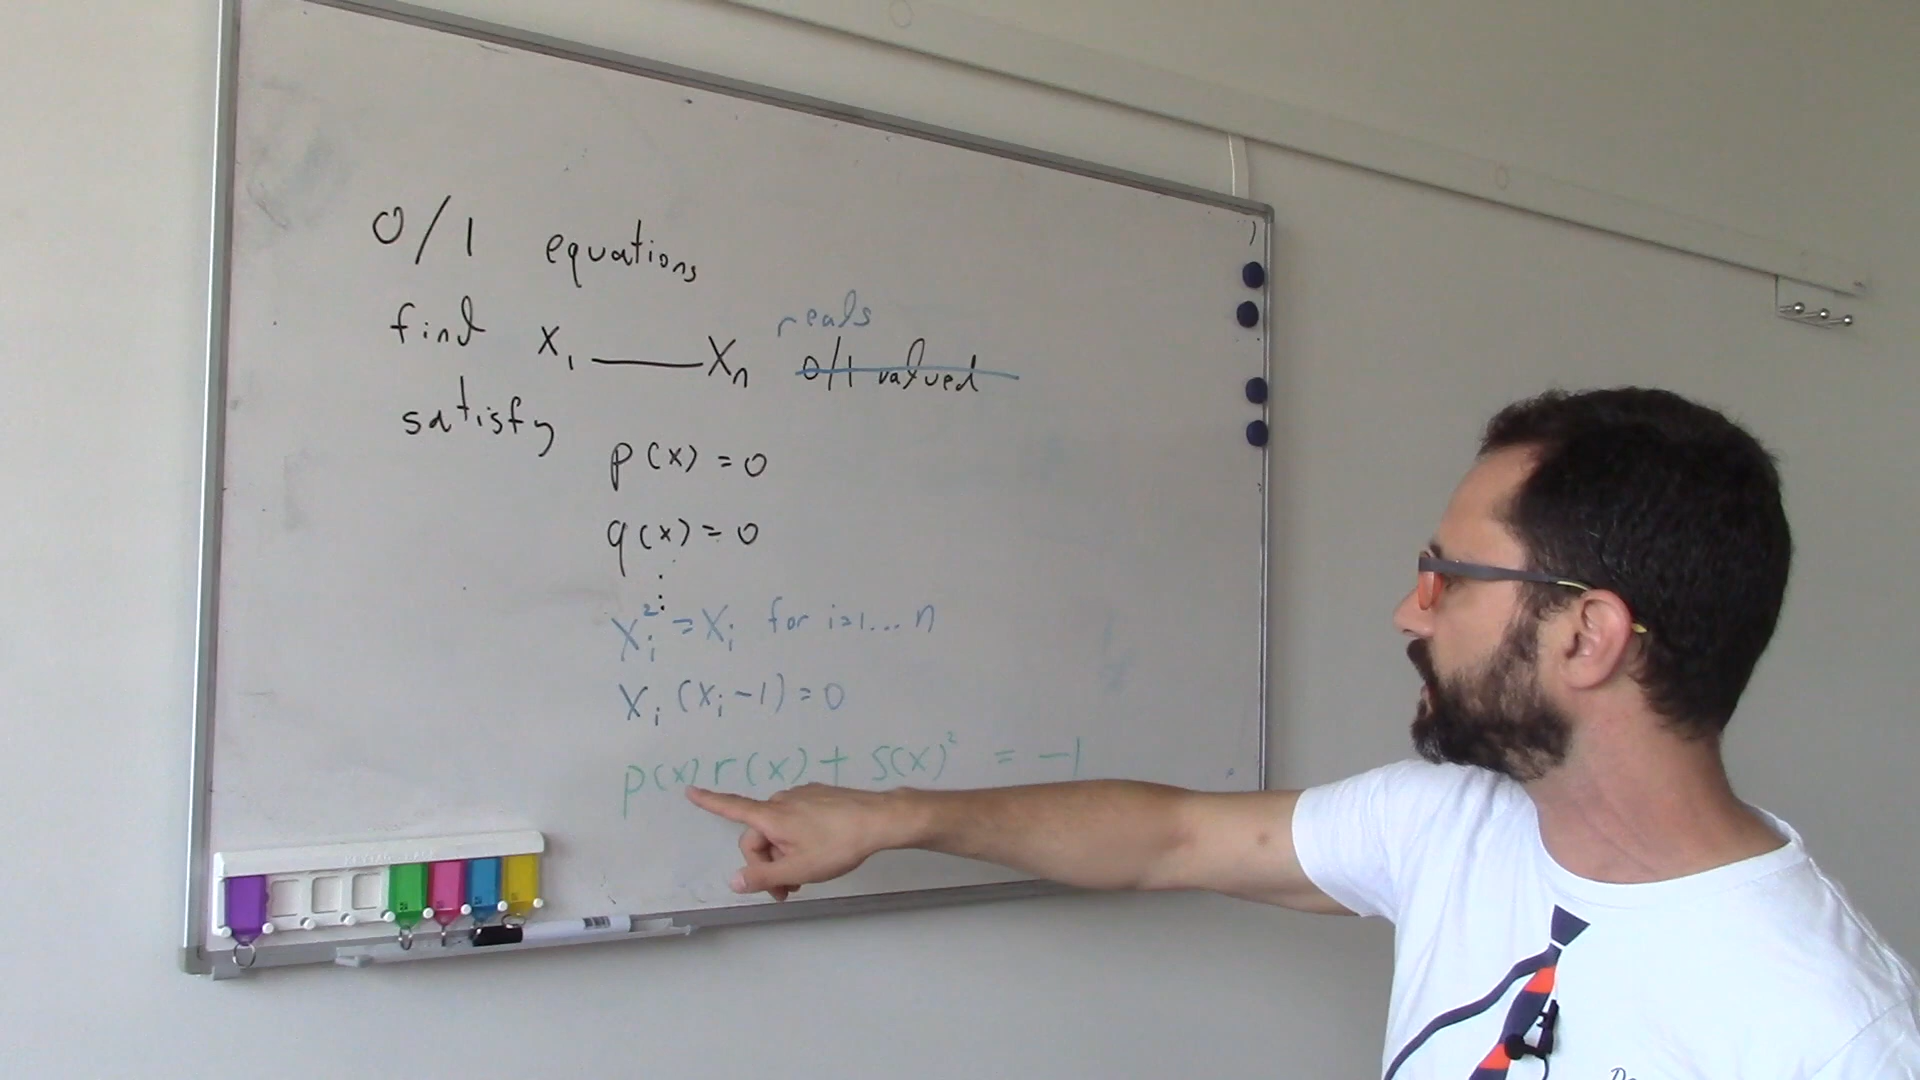 0/1 equations
reals
find x₁ —— xₙ 0/1 valued
satisfy
p(x) = 0
q(x) = 0
⋮
xᵢ² = xᵢ for i=1...n
xᵢ(xᵢ-1) = 0
p(x)r(x) + s(x)² = -1